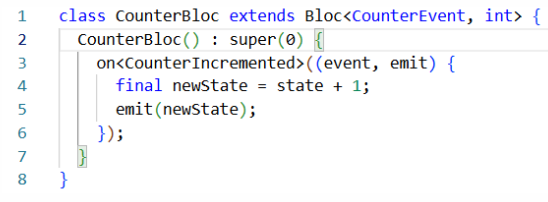 1 class CounterBloc extends Bloc<CounterEvent, int> {
2   CounterBloc() : super(0) {
3     on<CounterIncremented>((event, emit) {
4       final newState = state + 1;
5       emit(newState);
6     });
7   }
8 }